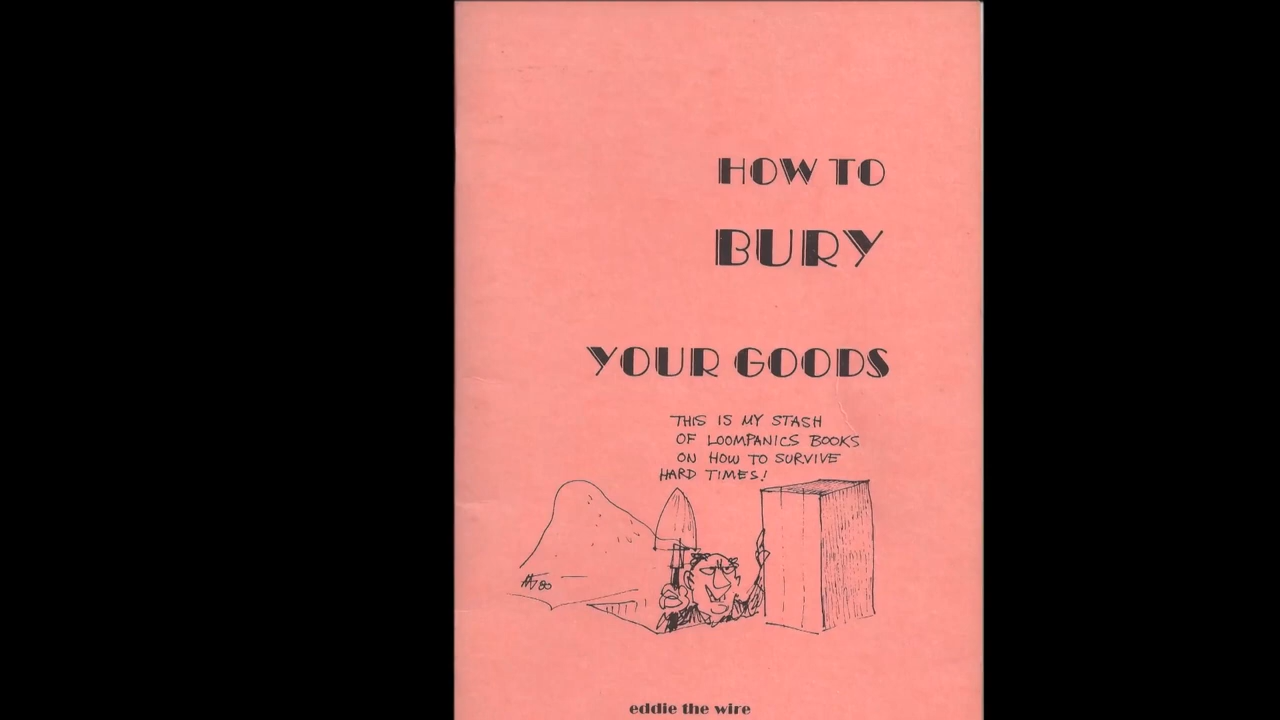 HOW TO
BURY
YOUR GOODS
THIS IS MY STASH
OF LOOMPANICS BOOKS
ON HOW TO SURVIVE
HARD TIMES!
80
eddie the wire